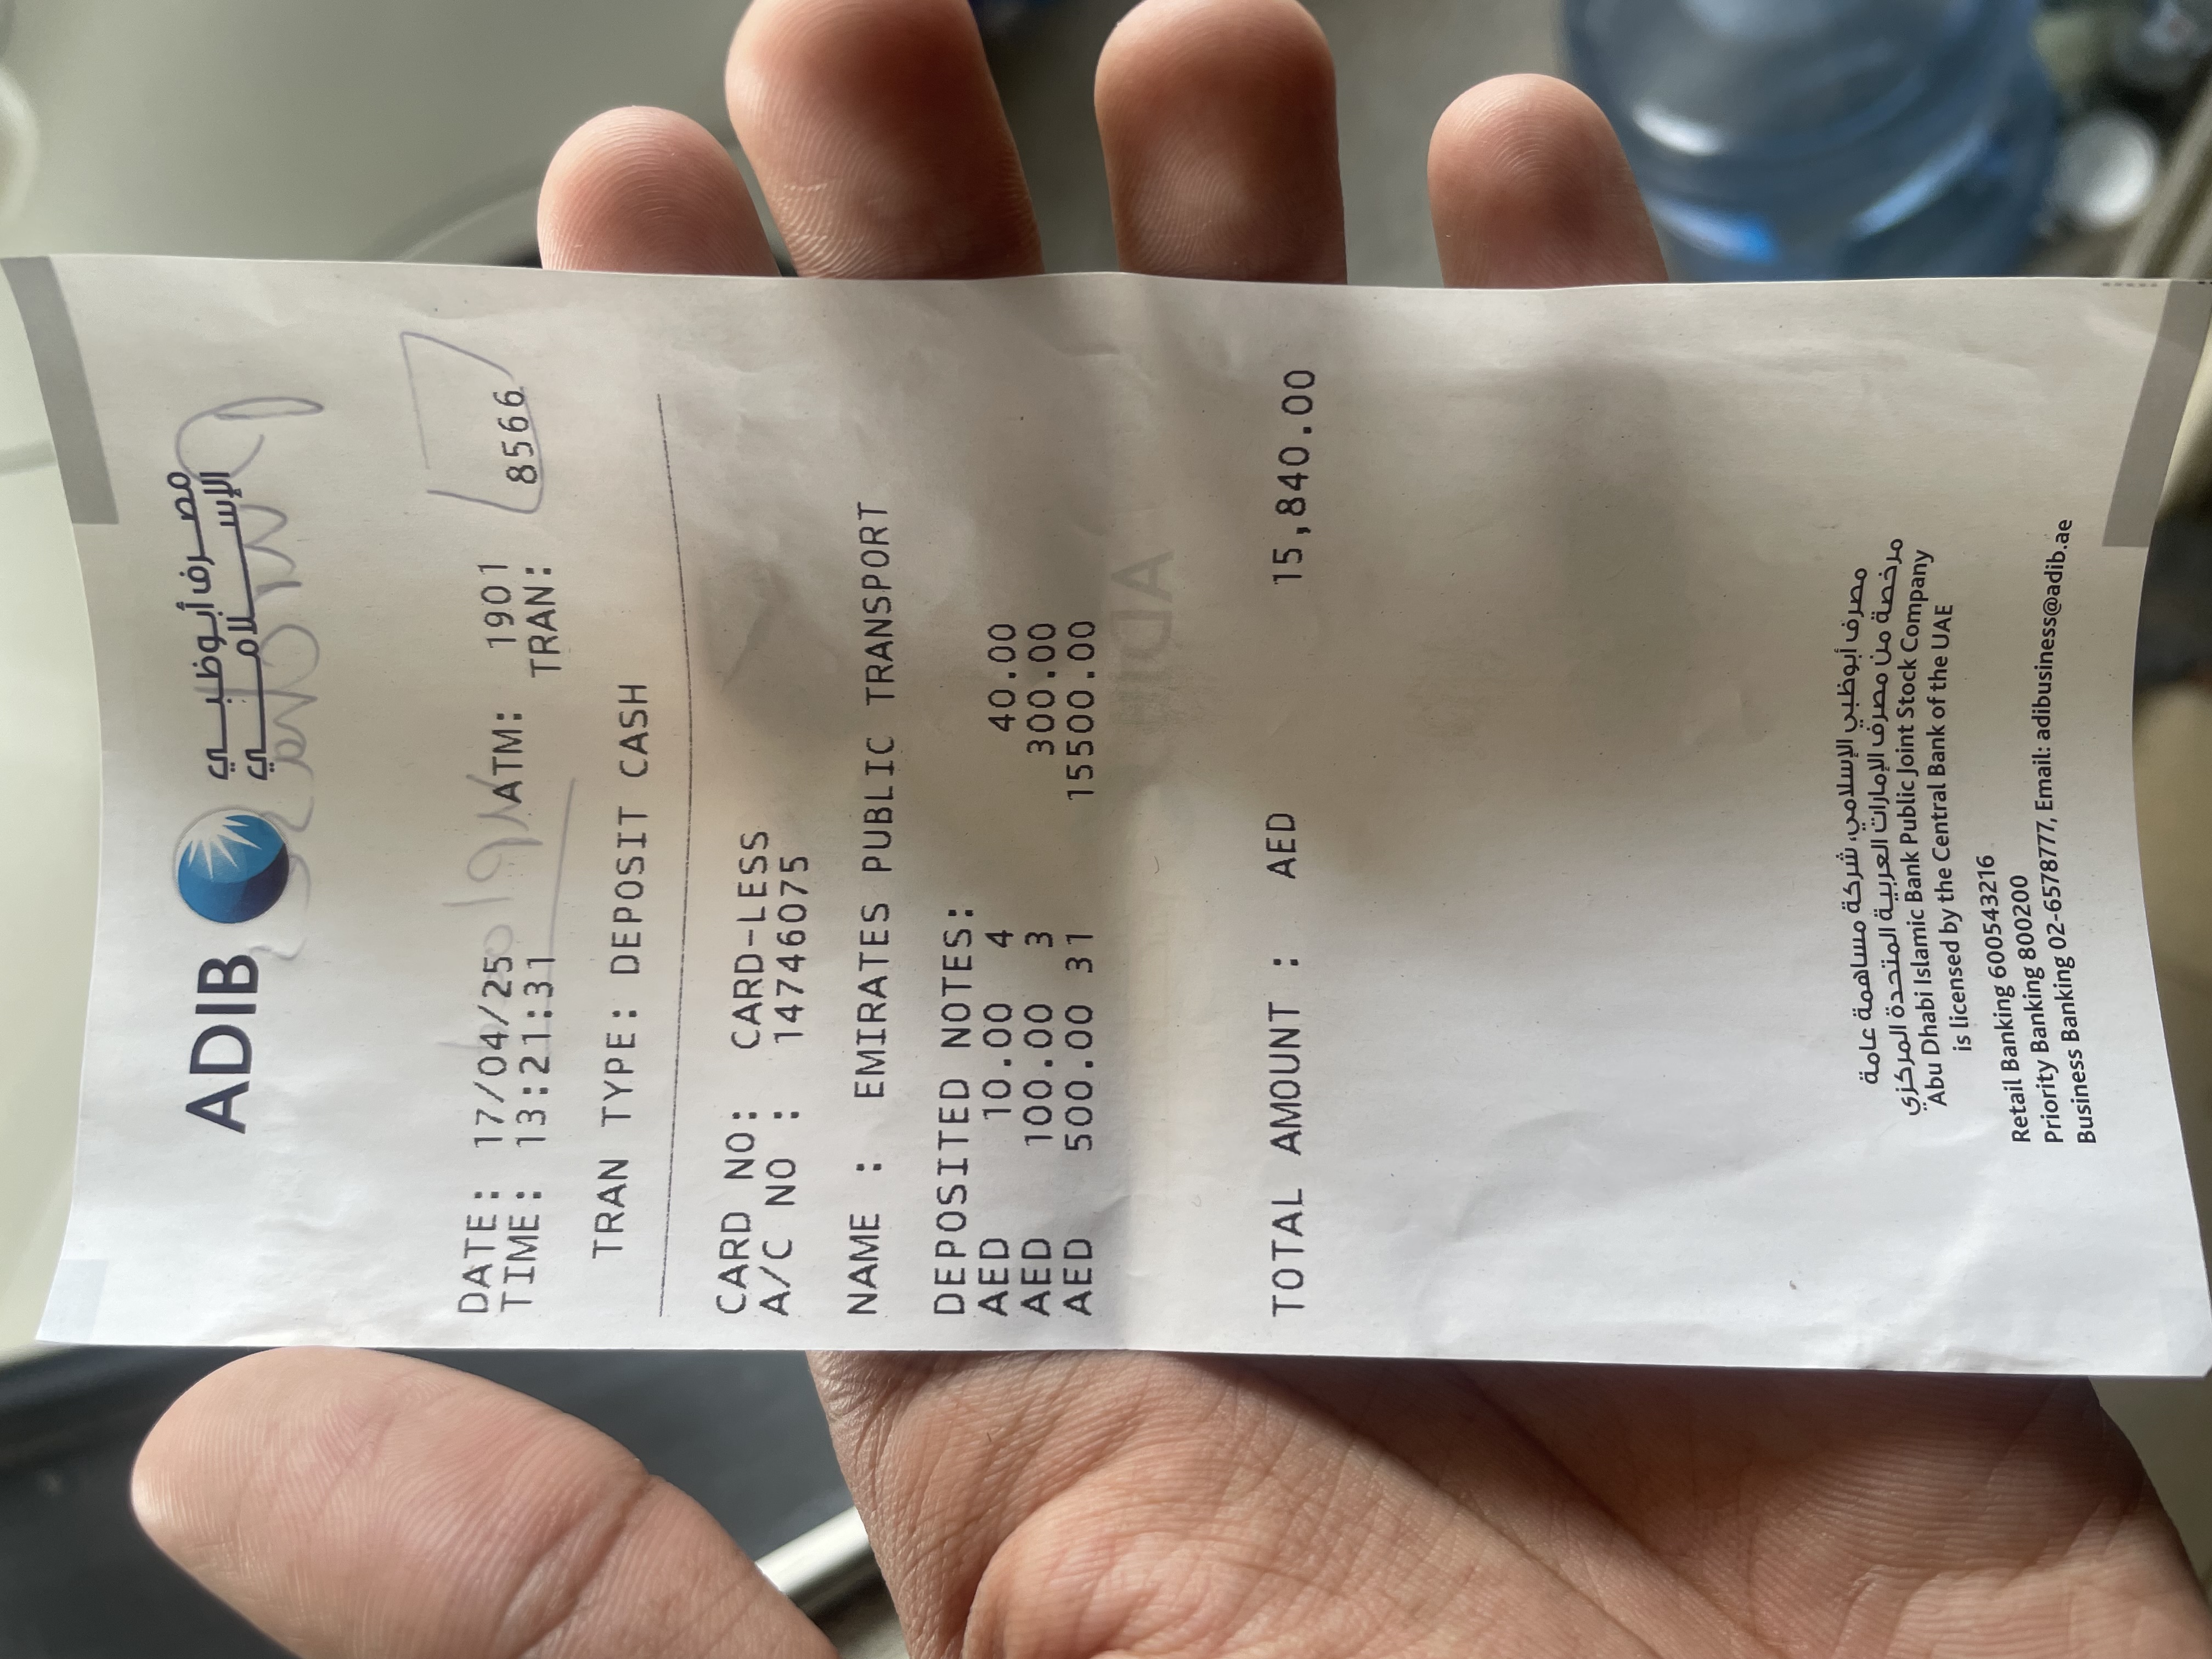 ADIB مصرف أبوظبي
الإسلامي
DATE: 17/04/25 ATM: 1901
TIME: 13:21:31 TRAN: 8566
TRAN TYPE: DEPOSIT CASH
CARD NO: CARD-LESS
A/C NO : 14746075
NAME : EMIRATES PUBLIC TRANSPORT
DEPOSITED NOTES:
AED 10.00 4 40.00
AED 100.00 3 300.00
AED 500.00 31 15500.00
TOTAL AMOUNT : AED 15,840.00
مصرف أبوظبي الإسلامي، شركة مساهمة عامة
مرخصة من مصرف الإمارات العربية المتحدة المركزي
Abu Dhabi Islamic Bank Public Joint Stock Company
is licensed by the Central Bank of the UAE
Retail Banking 600543216
Priority Banking 800200
Business Banking 02-6578777, Email: adibusiness@adib.ae